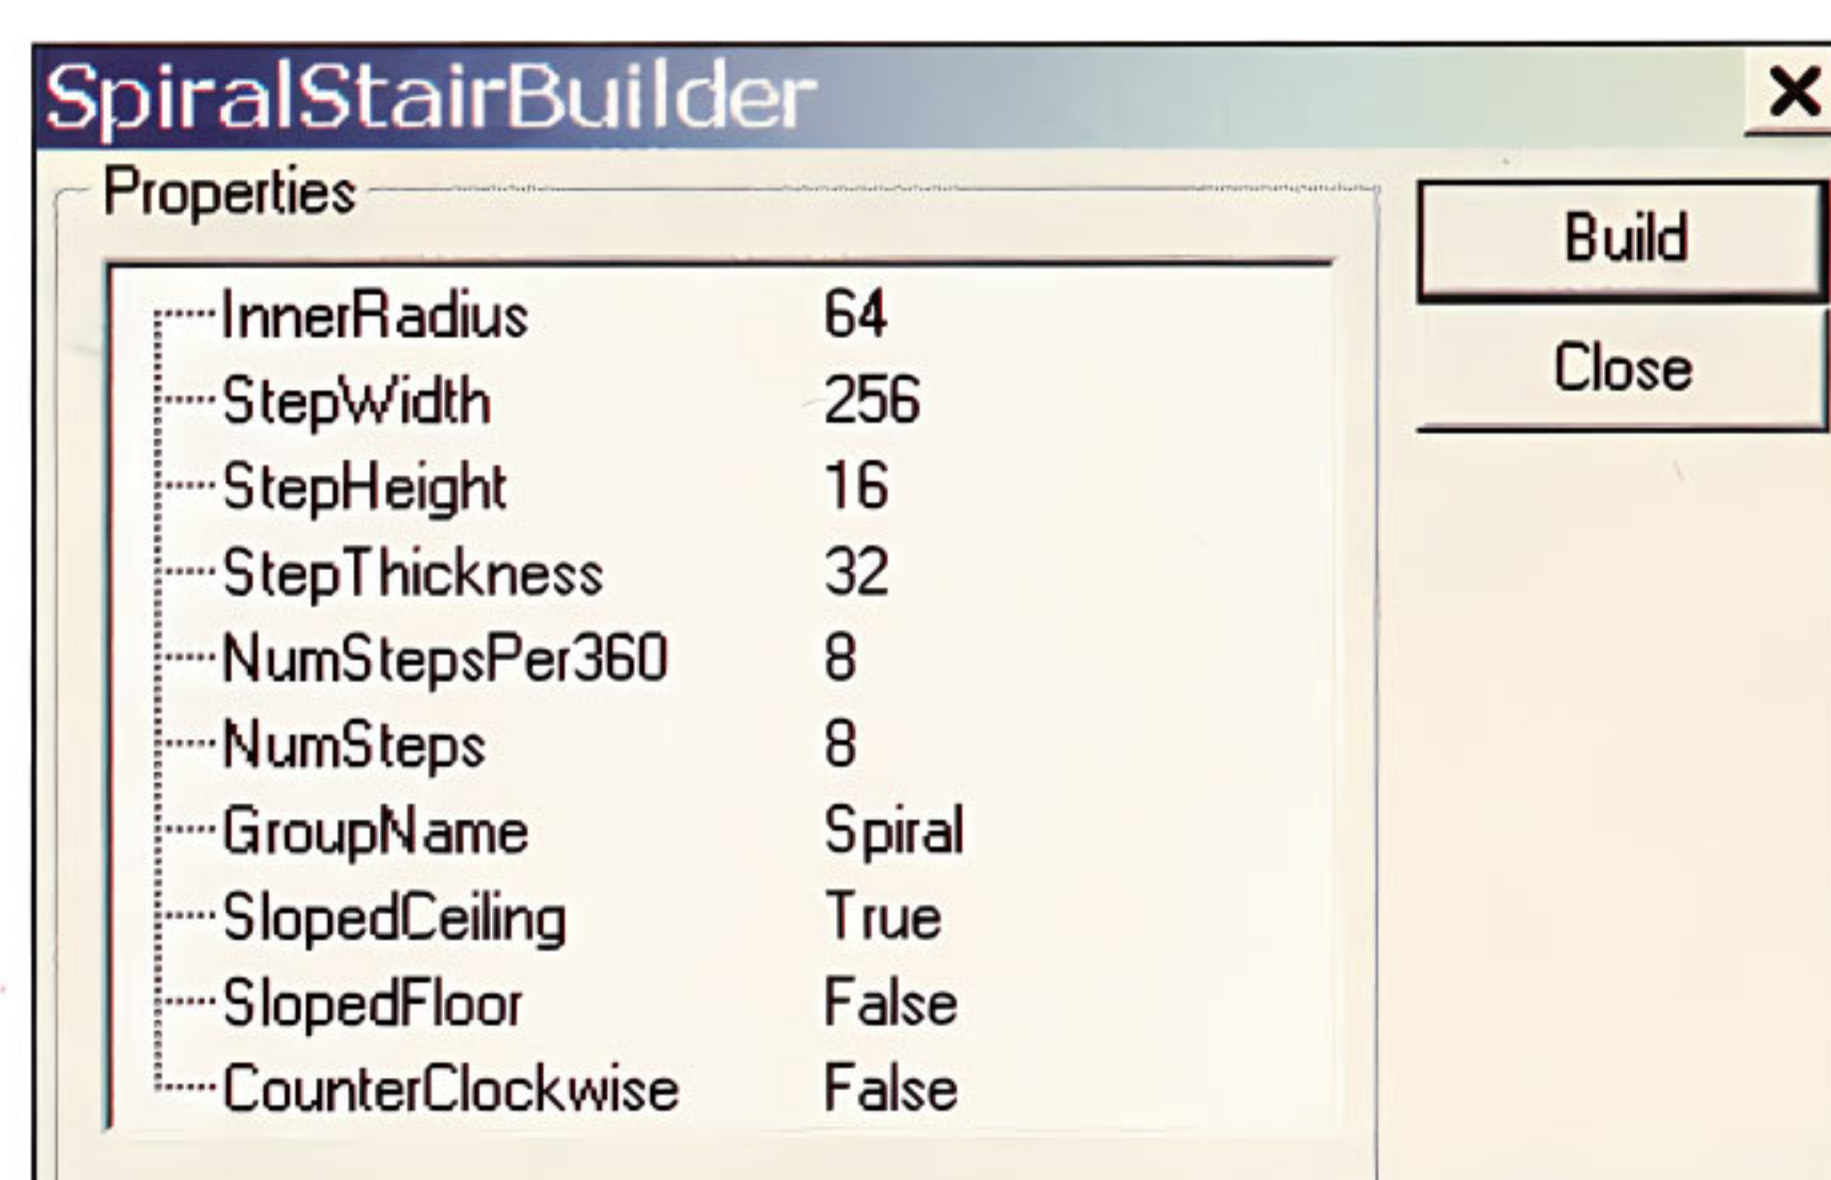 SpiralStairBuilder
Properties
Build
Close
InnerRadius 64
StepWidth 256
StepHeight 16
StepThickness 32
NumStepsPer360 8
NumSteps 8
GroupName Spiral
SlopedCeiling True
SlopedFloor False
CounterClockwise False